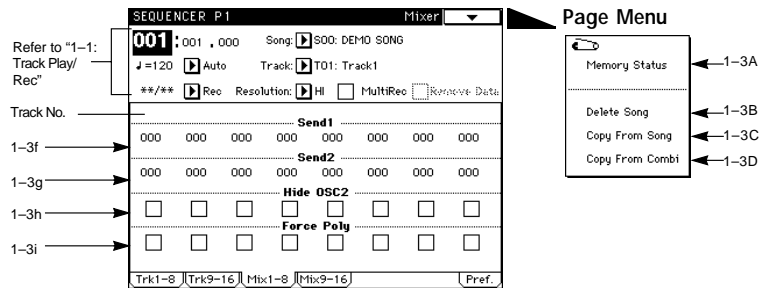 SEQUENCER P1 Mixer
Page Menu
001 : 001 . 000 Song: S00: DEMO SONG
♩=120 Auto Track: T01: Track1
**/** Rec Resolution: HI MultiRec Remove Data
Refer to “1–1:
Track Play/
Rec”
Track No.
Send1
000 000 000 000 000 000 000 000
1–3f
Send2
000 000 000 000 000 000 000 000
1–3g
Hide OSC2
1–3h
Force Poly
1–3i
Trk1–8 Trk9–16 Mix1–8 Mix9–16 Pref.
Memory Status 1–3A
Delete Song 1–3B
Copy From Song 1–3C
Copy From Combi 1–3D